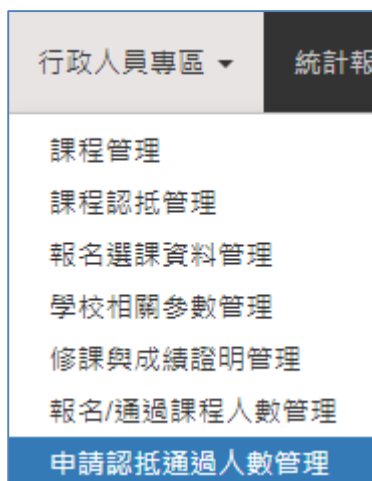 行政人員專區 統計報
課程管理
課程認抵管理
報名選課資料管理
學校相關參數管理
修課與成績證明管理
報名/通過課程人數管理
申請認抵通過人數管理